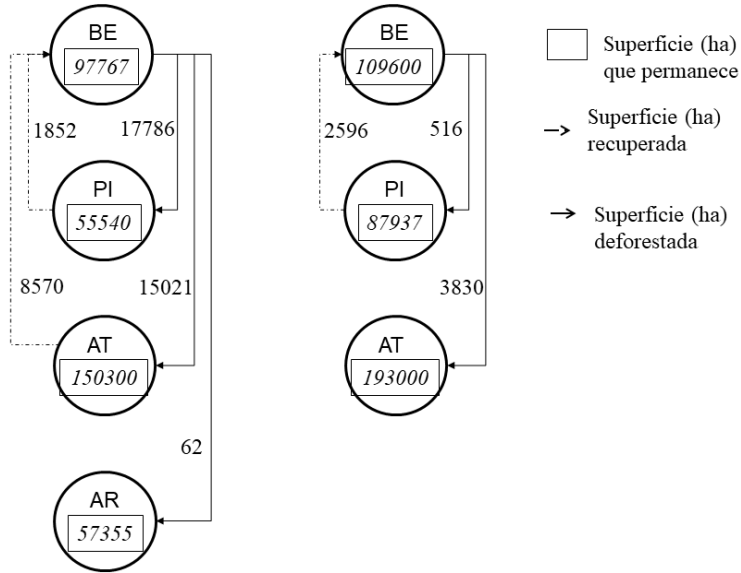 BE
97767
1852
17786
PI
55540
8570
15021
AT
150300
62
AR
57355
BE
109600
2596
516
PI
87937
3830
AT
193000
Superficie (ha)
que permanece
Superficie (ha)
recuperada
Superficie (ha)
deforestada